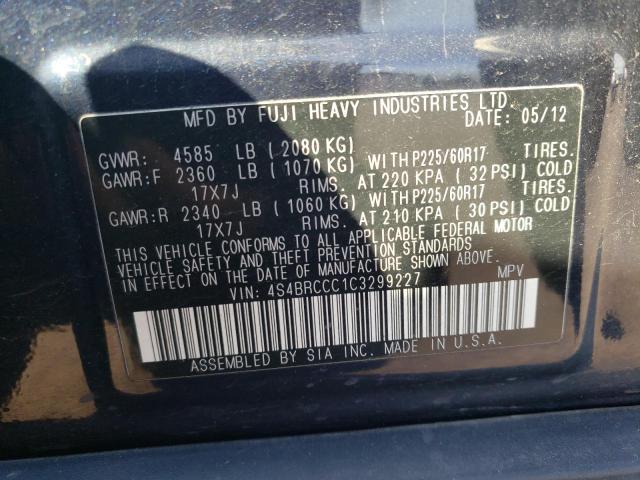 MFD BY FUJI HEAVY INDUSTRIES LTD
DATE: 05/12
GVWR: 4585 LB (2080 KG)
GAWR:F 2360 LB (1070 KG) WITH P225/60R17 TIRES.
17X7J RIMS. AT 220 KPA (32 PSI) COLD
GAWR:R 2340 LB (1060 KG) WITH P225/60R17 TIRES.
17X7J RIMS. AT 210 KPA (30 PSI) COLD
THIS VEHICLE CONFORMS TO ALL APPLICABLE FEDERAL MOTOR
VEHICLE SAFETY AND THEFT PREVENTION STANDARDS
IN EFFECT ON THE DATE OF MANUFACTURE SHOWN ABOVE.
VIN: 4S4BRCCC1C3299227 MPV
ASSEMBLED BY SIA INC. MADE IN U.S.A.